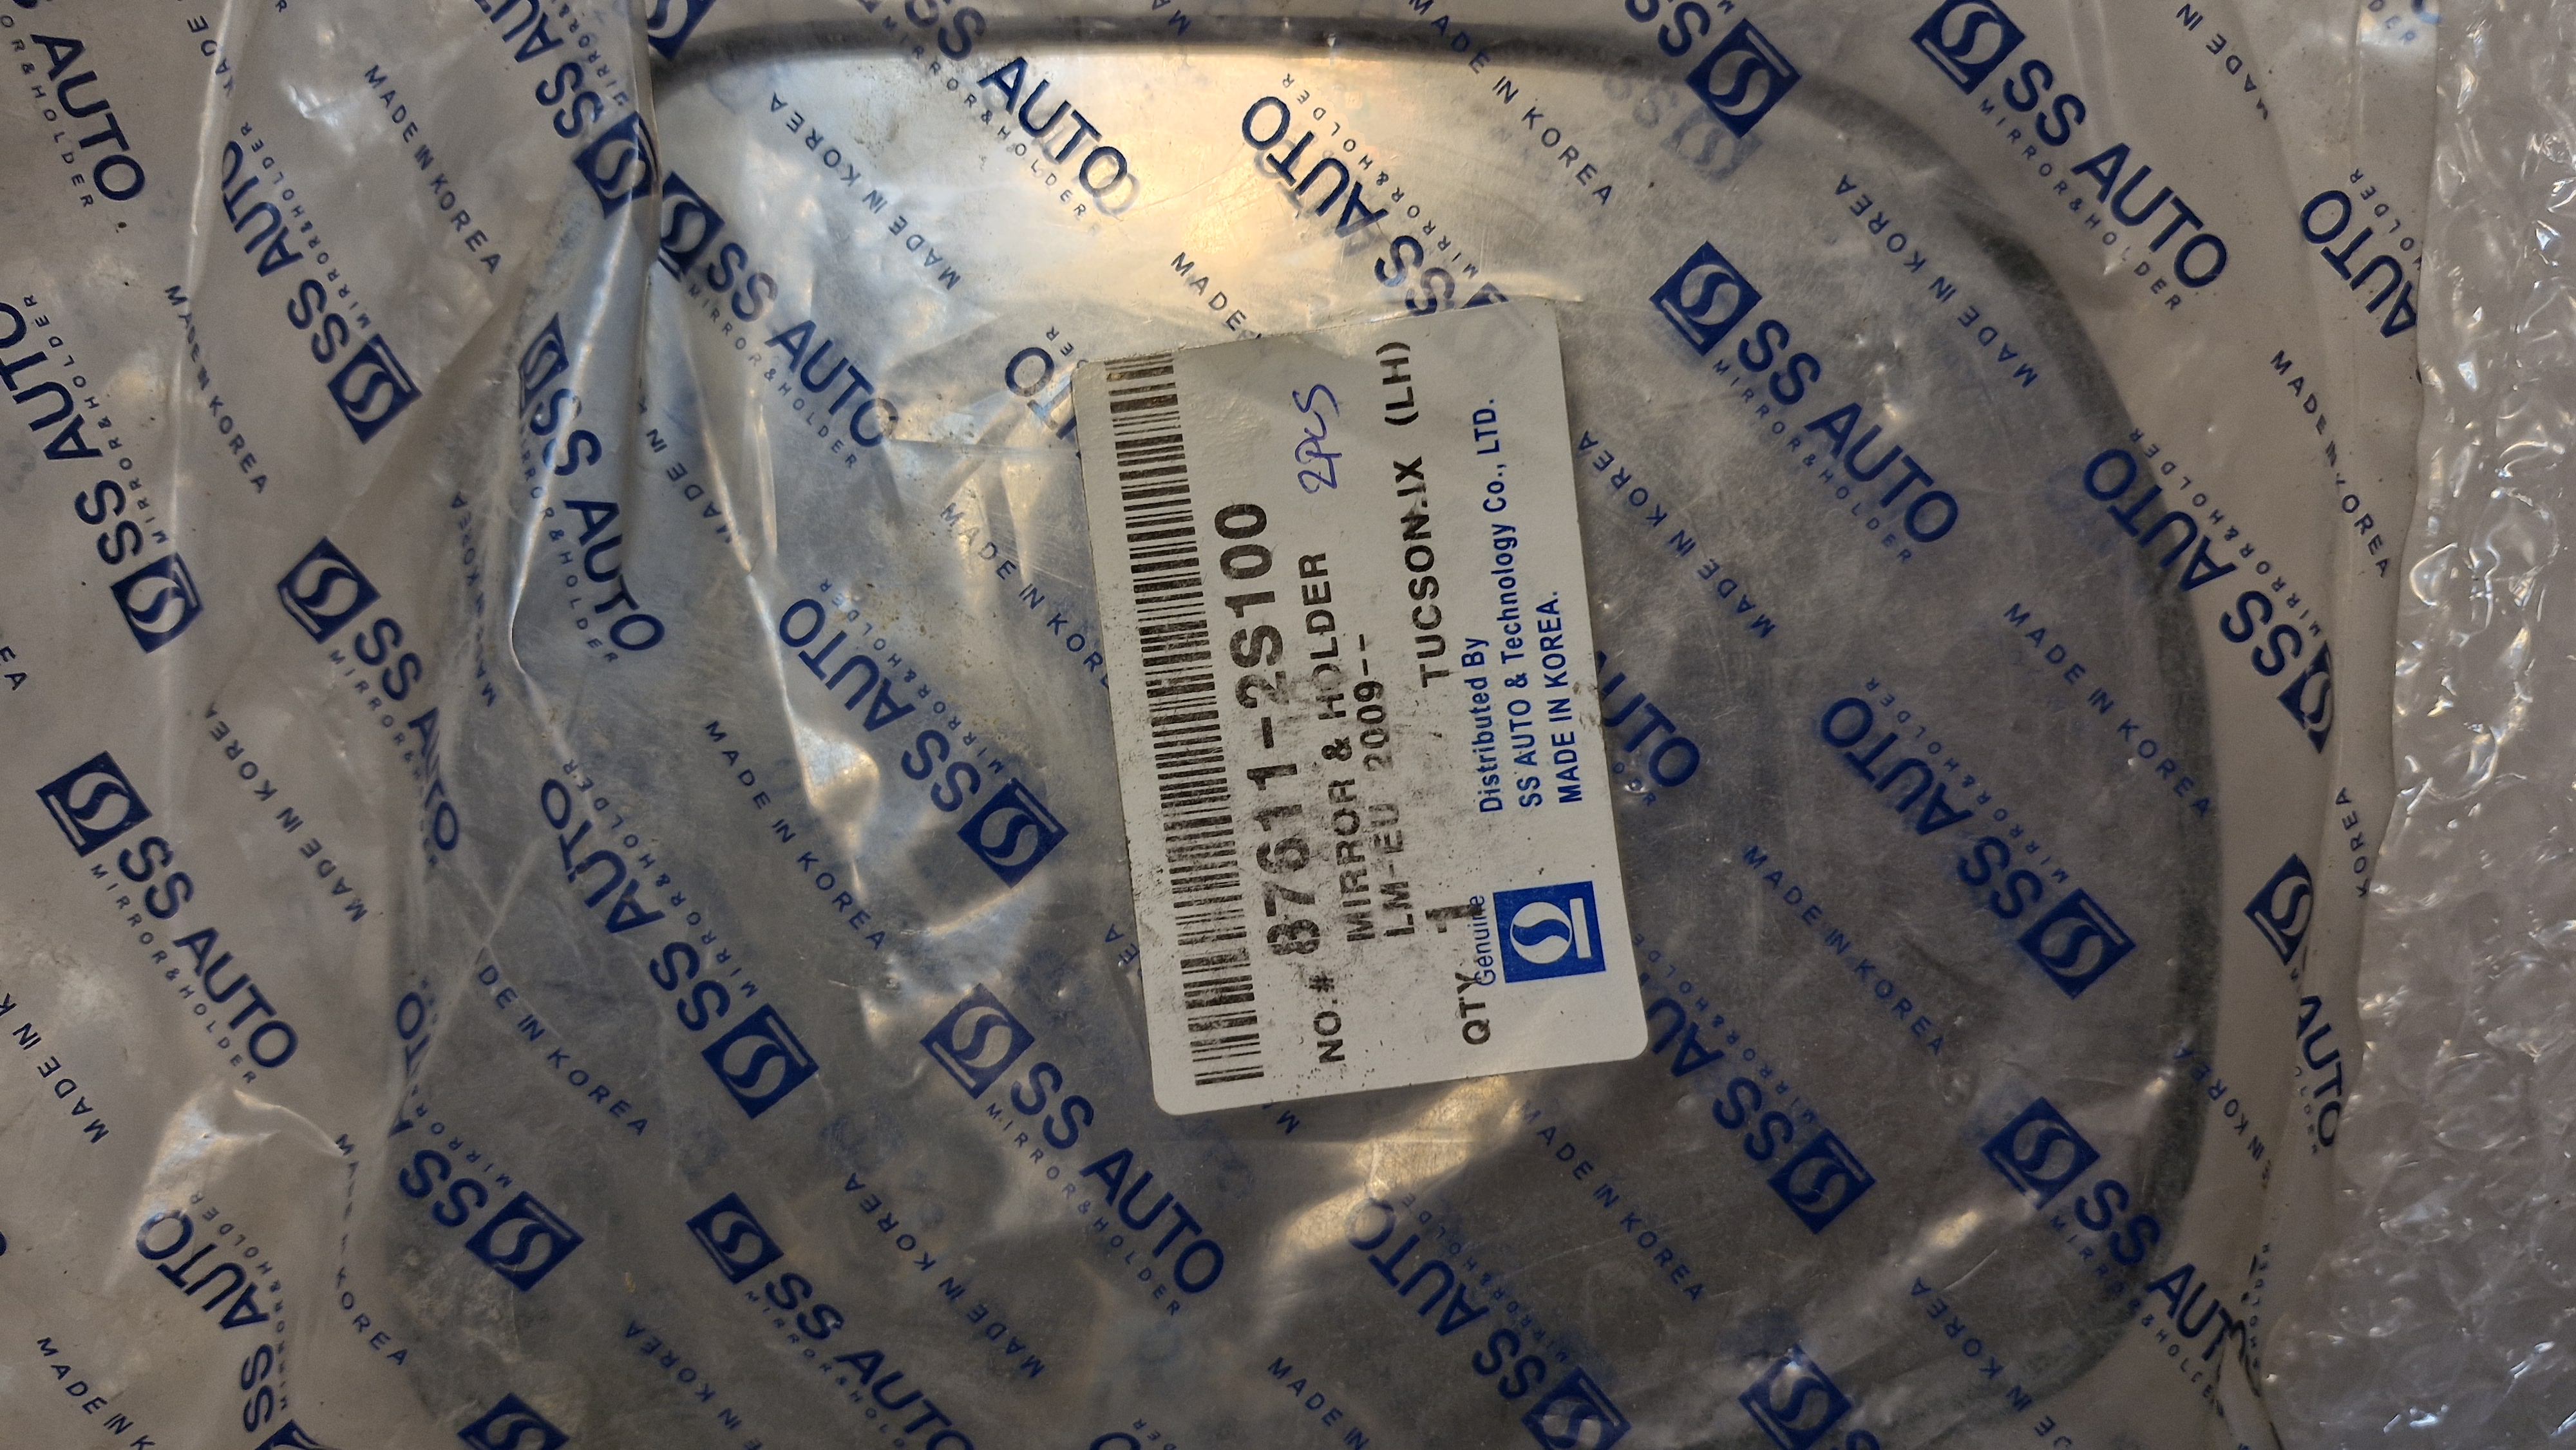 NO.# 87611-2S100
MIRROR & HOLDER 2PCS
LM-EU 2009--
TUCSON.IX (LH)
QTY 1
Genuine
Distributed By
SS AUTO & Technology Co., LTD.
MADE IN KOREA.
SS AUTO
MIRROR & HOLDER
MADE IN KOREA